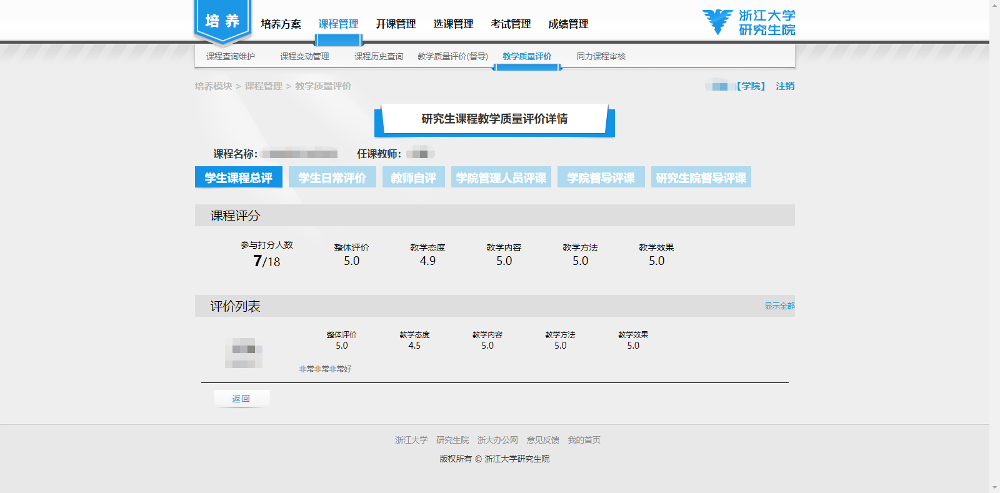 培养
培养方案 课程管理 开课管理 选课管理 考试管理 成绩管理
浙江大学
研究生院
课程查询维护 课程变动管理 课程历史查询 教学质量评价(督导) 教学质量评价 同力课程审核
培养模块 > 课程管理 > 教学质量评价
【学院】 注销
研究生课程教学质量评价详情
课程名称: 任课教师:
学生课程总评 学生日常评价 教师自评 学院管理人员评课 学院督导评课 研究生院督导评课
课程评分
参与打分人数 整体评价 教学态度 教学内容 教学方法 教学效果
7/18 5.0 4.9 5.0 5.0 5.0
评价列表 显示全部
整体评价 教学态度 教学内容 教学方法 教学效果
5.0 4.5 5.0 5.0 5.0
非常非常非常好
返回
浙江大学 研究生院 浙大办公网 意见反馈 我的首页
版权所有 © 浙江大学研究生院